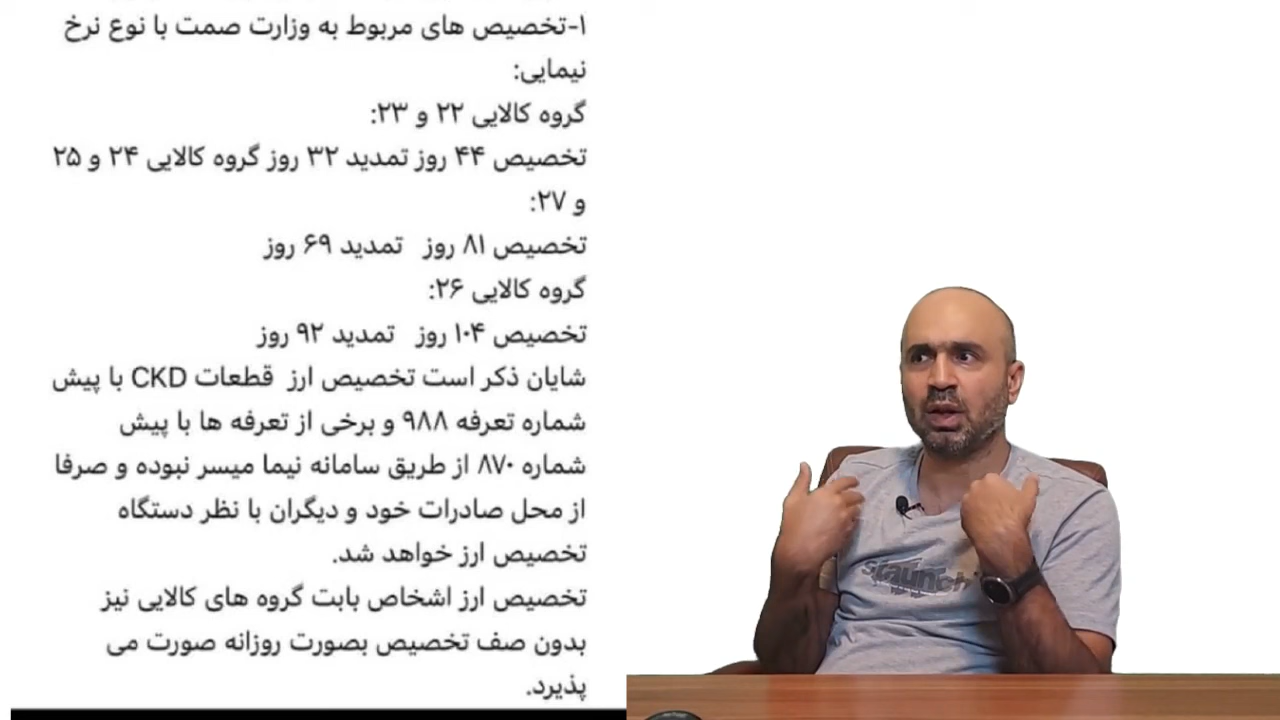 ۱-تخصیص های مربوط به وزارت صمت با نوع نرخ
نیمایی:
گروه کالایی ۲۲ و ۲۳:
تخصیص ۴۴ روز تمدید ۳۲ روز گروه کالایی ۲۴ و ۲۵
و ۲۷:
تخصیص ۸۱ روز تمدید ۶۹ روز
گروه کالایی ۲۶:
تخصیص ۱۰۴ روز تمدید ۹۲ روز
شایان ذکر است تخصیص ارز قطعات CKD با پیش
شماره تعرفه ۹۸۸ و برخی از تعرفه ها با پیش
شماره ۸۷۰ از طریق سامانه نیما میسر نبوده و صرفا
از محل صادرات خود و دیگران با نظر دستگاه
تخصیص ارز خواهد شد.
تخصیص ارز اشخاص بابت گروه های کالایی نیز
بدون صف تخصیص بصورت روزانه صورت می
پذیرد.
staunch